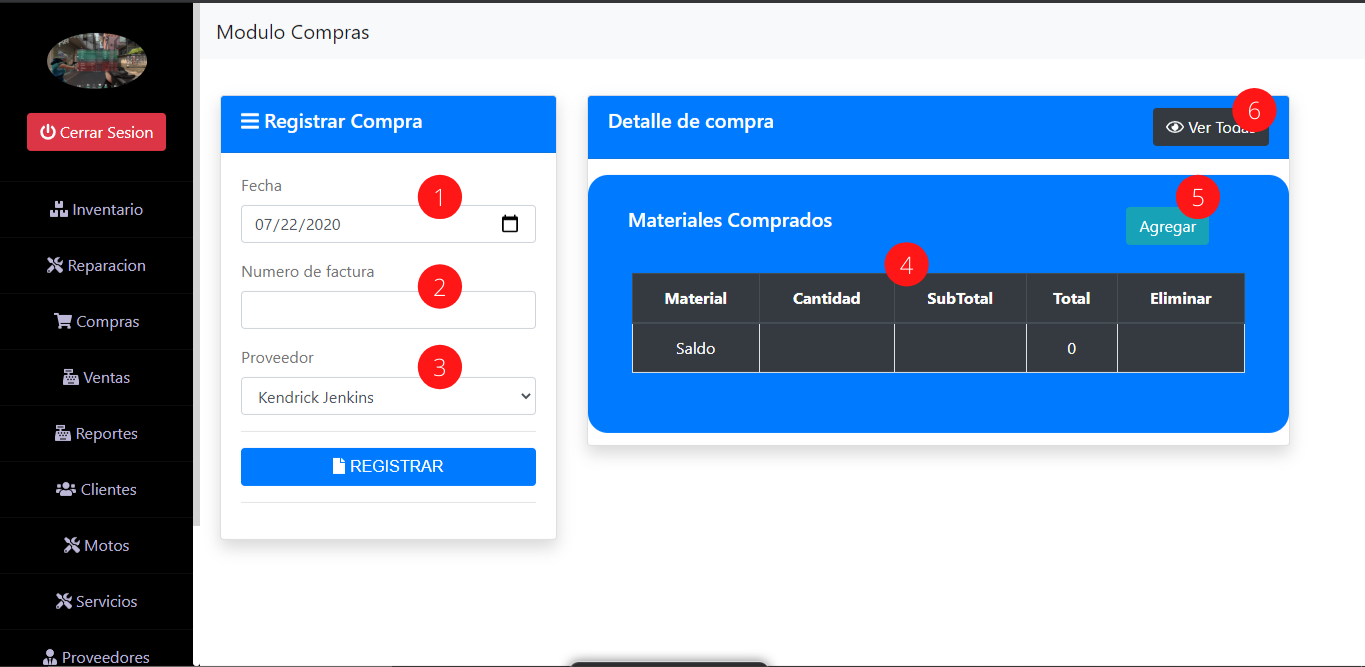 Modulo Compras
Cerrar Sesion
Inventario
Reparacion
Compras
Ventas
Reportes
Clientes
Motos
Servicios
Proveedores
Registrar Compra
Fecha
1
07/22/2020
Numero de factura
2
Proveedor
3
Kendrick Jenkins
REGISTRAR
Detalle de compra
6
Ver Todas
Materiales Comprados
5
Agregar
4
Material Cantidad SubTotal Total Eliminar
Saldo 0